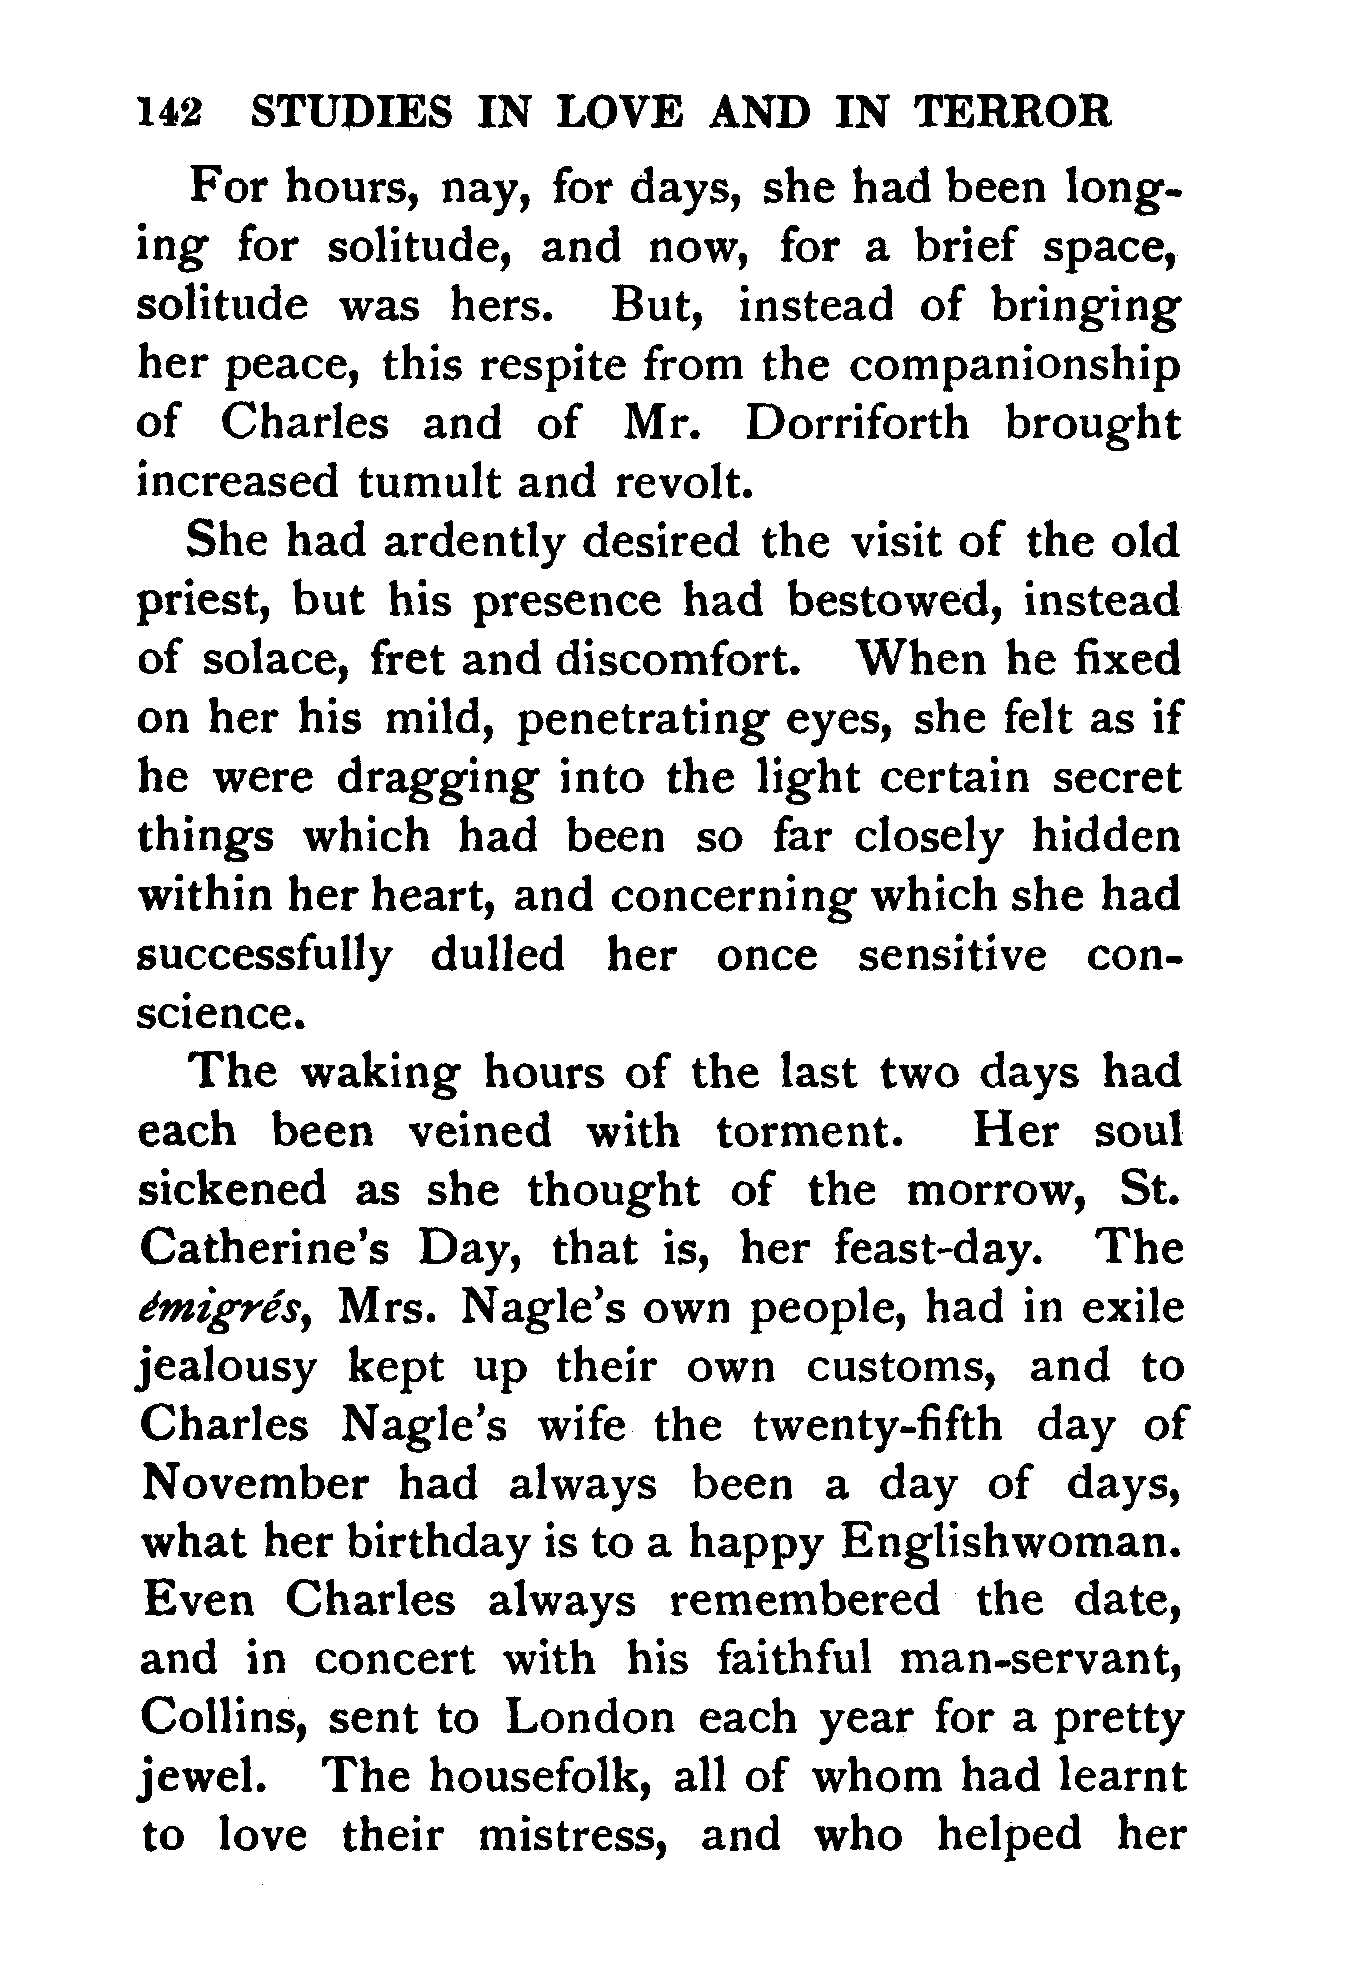 142 STUDIES IN LOVE AND IN TERROR
For hours, nay, for days, she had been long-
ing for solitude, and now, for a brief space,
solitude was hers. But, instead of bringing
her peace, this respite from the companionship
of Charles and of Mr. Dorriforth brought
increased tumult and revolt.
She had ardently desired the visit of the old
priest, but his presence had bestowed, instead
of solace, fret and discomfort. When he fixed
on her his mild, penetrating eyes, she felt as if
he were dragging into the light certain secret
things which had been so far closely hidden
within her heart, and concerning which she had
successfully dulled her once sensitive con-
science.
The waking hours of the last two days had
each been veined with torment. Her soul
sickened as she thought of the morrow, St.
Catherine's Day, that is, her feast-day. The
émigrés, Mrs. Nagle's own people, had in exile
jealousy kept up their own customs, and to
Charles Nagle's wife the twenty-fifth day of
November had always been a day of days,
what her birthday is to a happy Englishwoman.
Even Charles always remembered the date,
and in concert with his faithful man-servant,
Collins, sent to London each year for a pretty
jewel. The housefolk, all of whom had learnt
to love their mistress, and who helped her